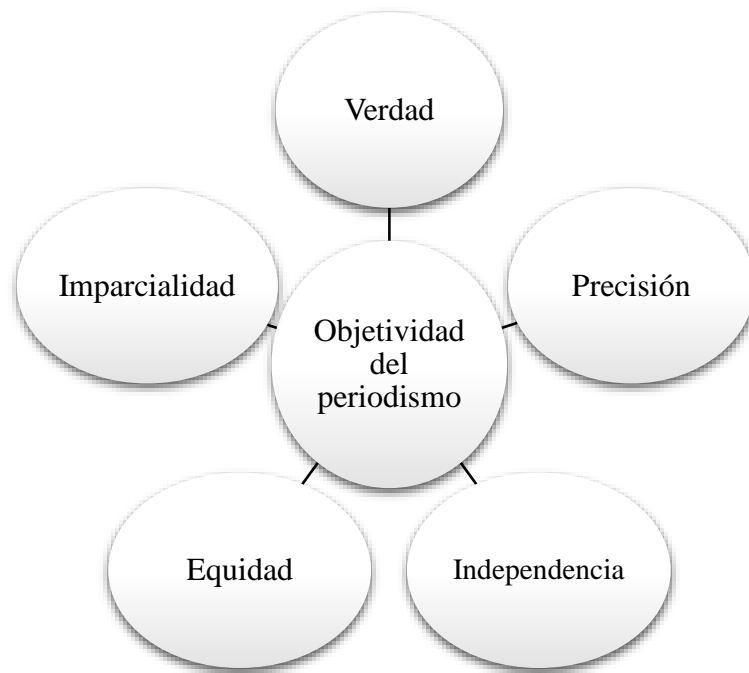 Verdad
Imparcialidad
Precisión
Objetividad
del
periodismo
Equidad
Independencia